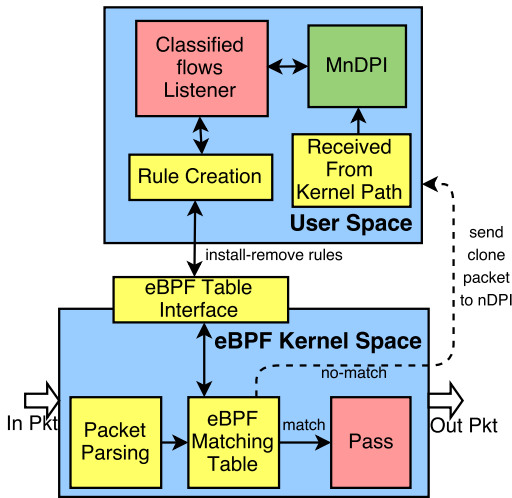 Classified
flows
Listener
MnDPI
Rule Creation
Received
From
Kernel Path
User Space
install-remove rules
send
clone
packet
to nDPI
eBPF Table
Interface
eBPF Kernel Space
no-match
In Pkt
Packet
Parsing
eBPF
Matching
Table
match
Pass
Out Pkt